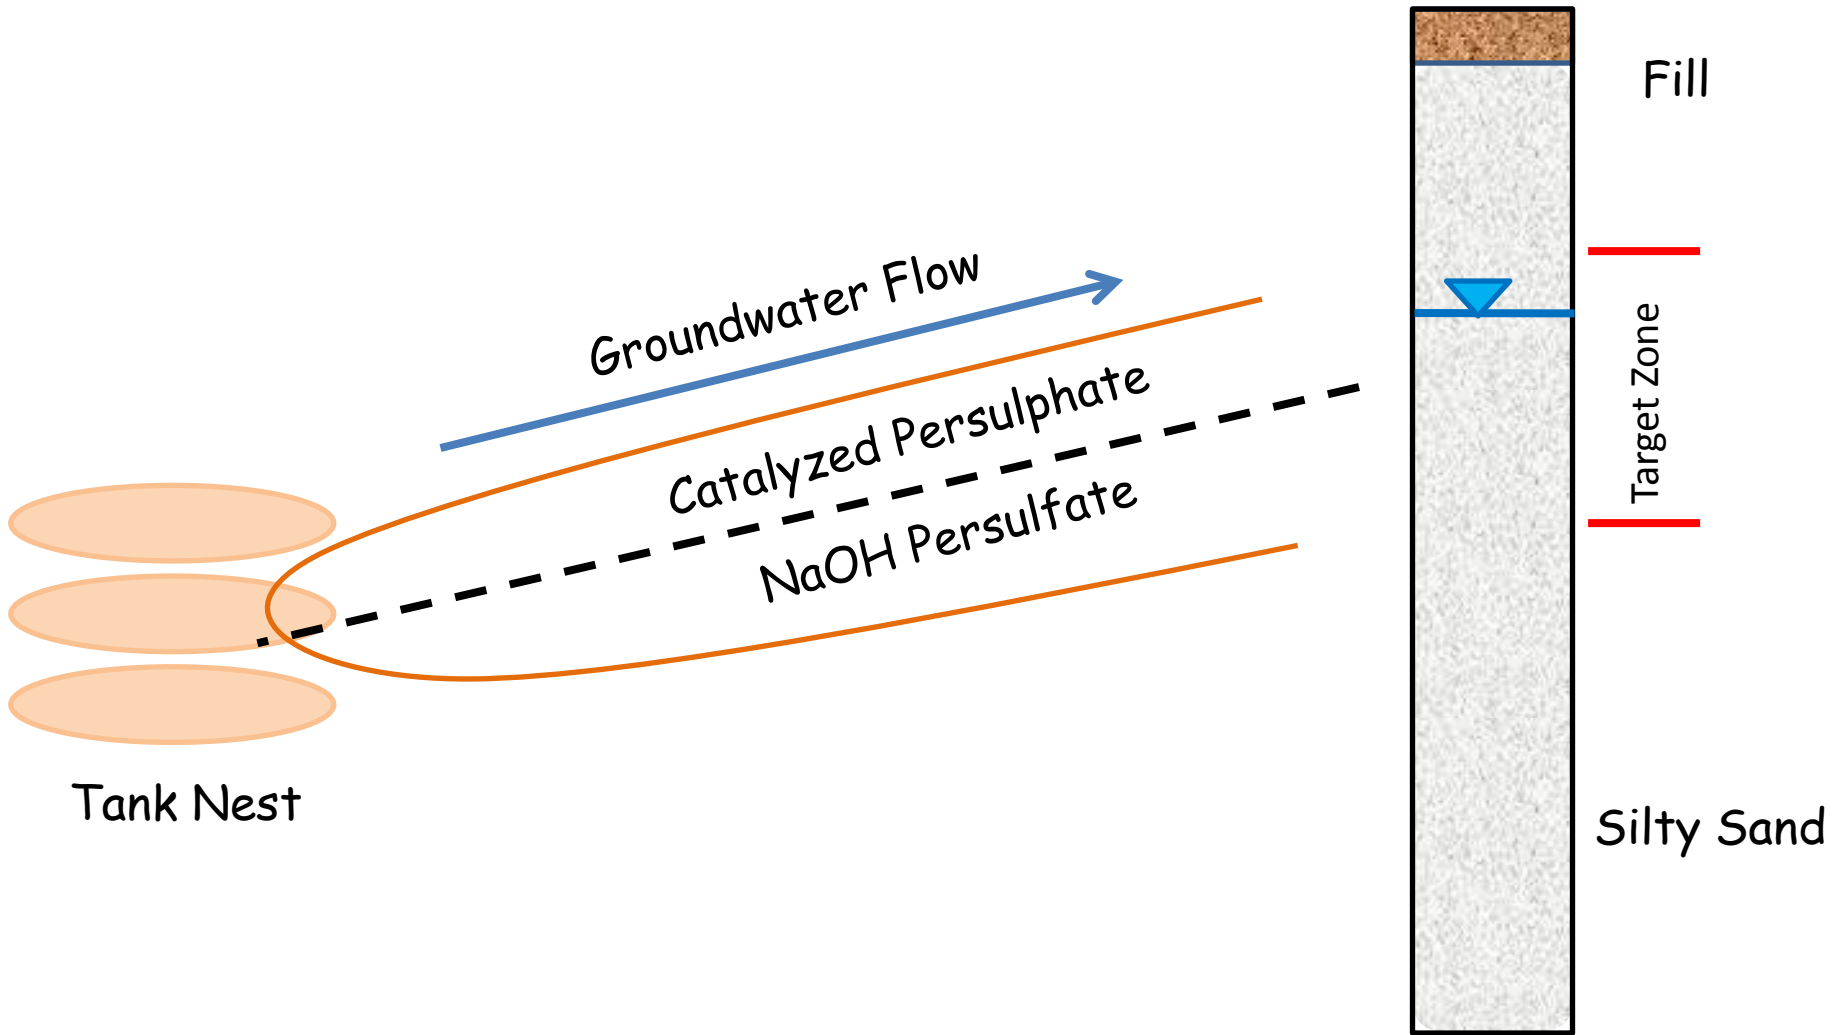 Fill
Groundwater Flow
Catalyzed Persulphate
NaOH Persulfate
Target Zone
Tank Nest
Silty Sand